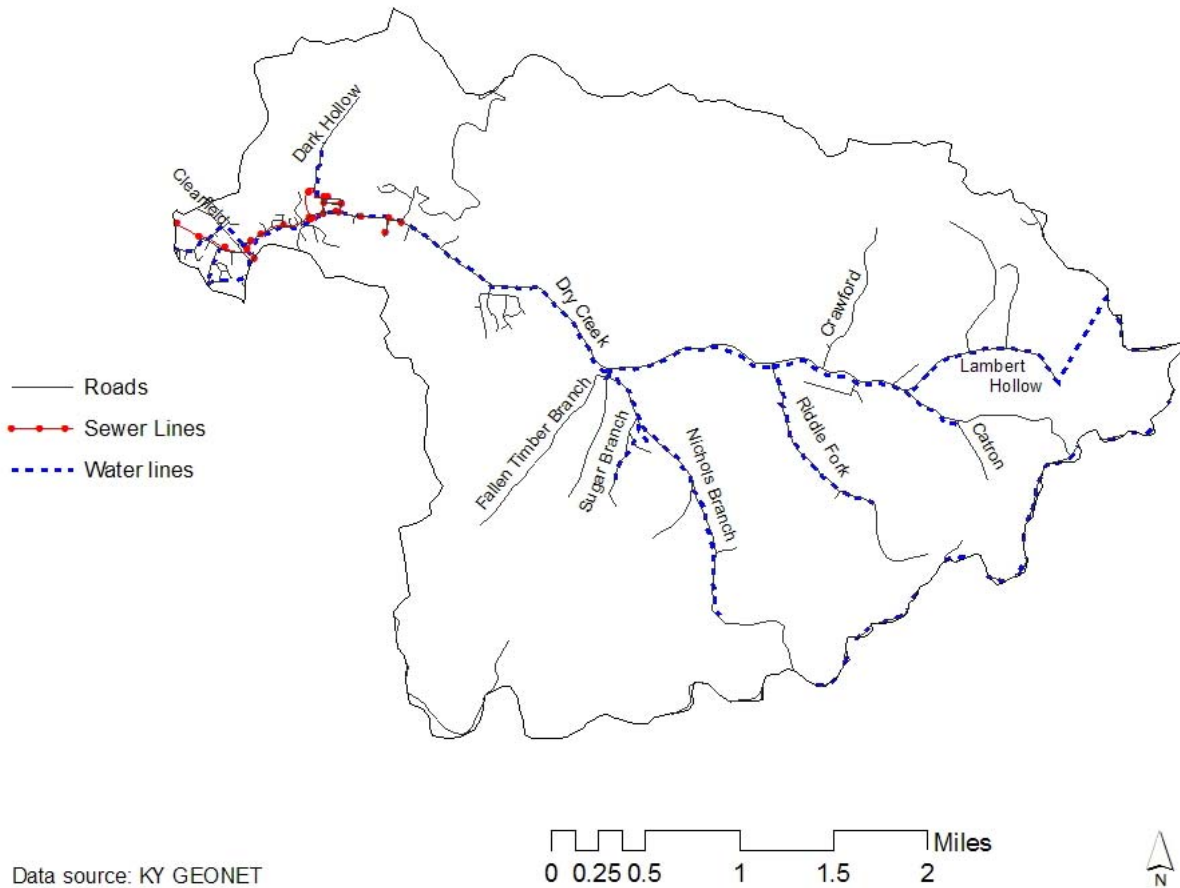 Dark Hollow
Clearfield
Dry Creek
Crawford
Lambert
Hollow
Catron
Riddle Fork
Nichols Branch
Sugar Branch
Fallen Timber Branch
Roads
Sewer Lines
Water lines
Miles
0 0.25 0.5 1 1.5 2
Data source: KY GEONET
N